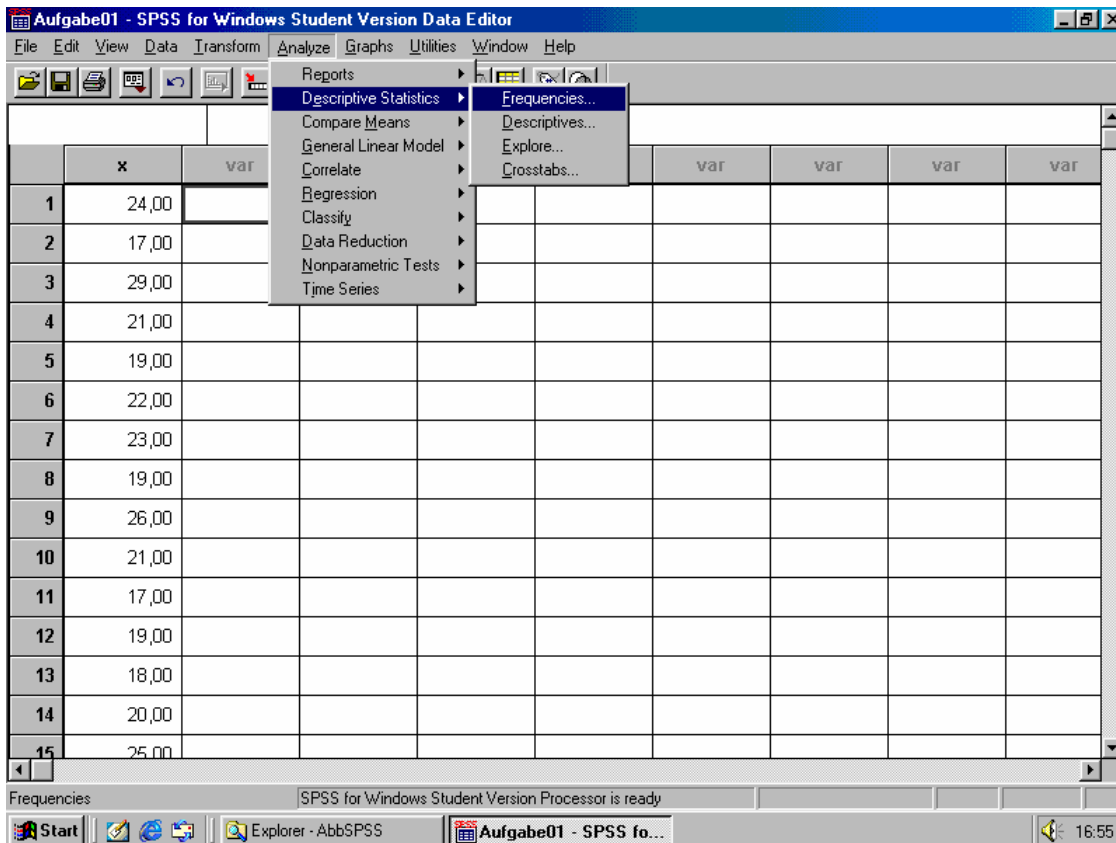 Aufgabe01 - SPSS for Windows Student Version Data Editor
File Edit View Data Transform Analyze Graphs Utilities Window Help
Reports
Descriptive Statistics
Compare Means
General Linear Model
Correlate
Regression
Classify
Data Reduction
Nonparametric Tests
Time Series
Frequencies...
Descriptives...
Explore...
Crosstabs...
x var var var var var
1 24,00
2 17,00
3 29,00
4 21,00
5 19,00
6 22,00
7 23,00
8 19,00
9 26,00
10 21,00
11 17,00
12 19,00
13 18,00
14 20,00
15 25,00
Frequencies SPSS for Windows Student Version Processor is ready
Start Explorer - AbbSPSS Aufgabe01 - SPSS fo... 16:55